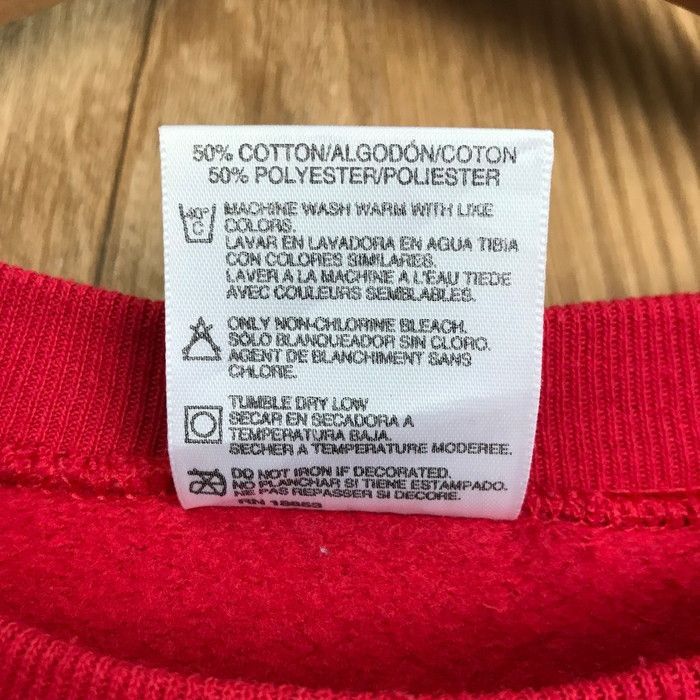 50% COTTON/ALGODÓN/COTON
50% POLYESTER/POLIESTER
40°
C
MACHINE WASH WARM WITH LIKE
COLORS.
LAVAR EN LAVADORA EN AGUA TIBIA
CON COLORES SIMILARES.
LAVER A LA MACHINE A L'EAU TIEDE
AVEC COULEURS SEMBLABLES.
ONLY NON-CHLORINE BLEACH.
SOLO BLANQUEADOR SIN CLORO.
AGENT DE BLANCHIMENT SANS
CHLORE.
TUMBLE DRY LOW
SECAR EN SECADORA A
TEMPERATURA BAJA.
SECHER A TEMPERATURE MODEREE.
DO NOT IRON IF DECORATED.
NO PLANCHAR SI TIENE ESTAMPADO.
NE PAS REPASSER SI DECORE.
RN